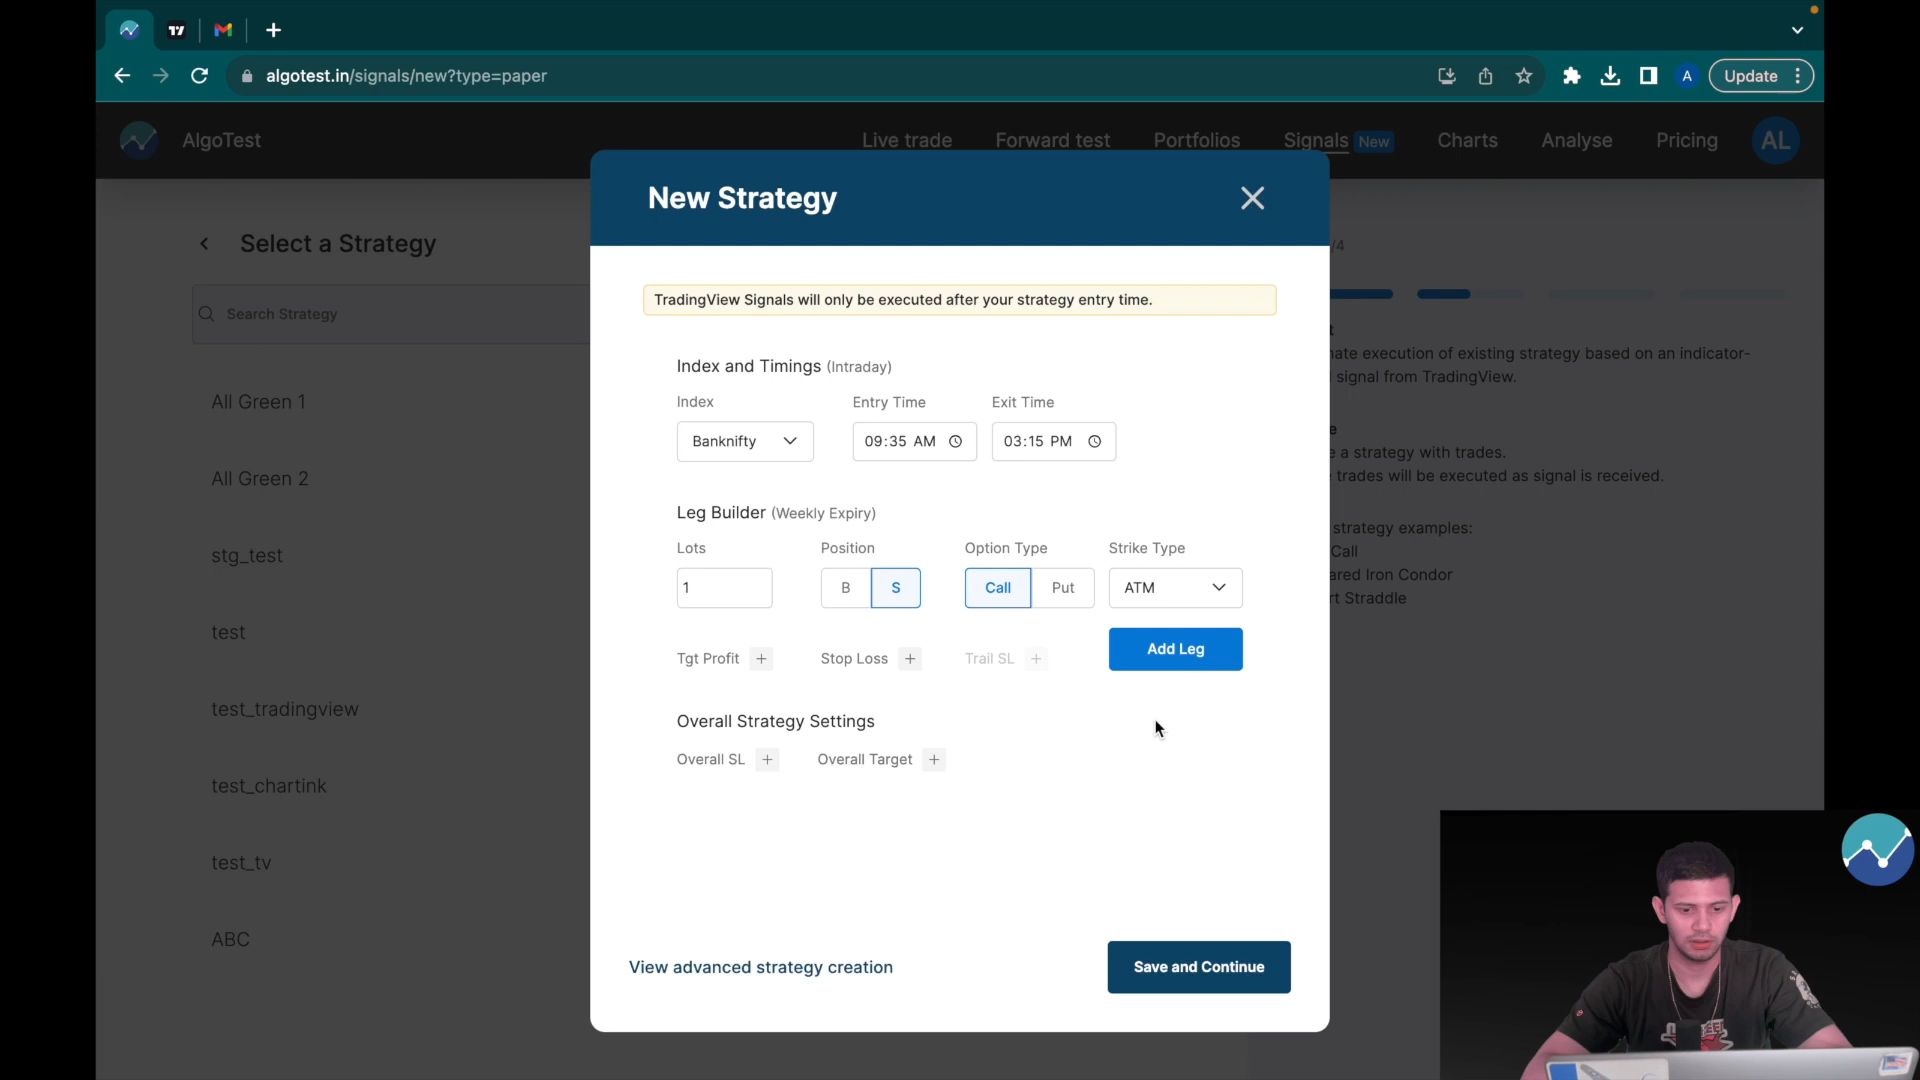 algotest.in/signals/new?type=paper
A
Update
AlgoTest
Live trade
Forward test
Portfolios
Signals New
Charts
Analyse
Pricing
AL
Select a Strategy
Search Strategy
All Green 1
All Green 2
stg_test
test
test_tradingview
test_chartink
test_tv
ABC
New Strategy
TradingView Signals will only be executed after your strategy entry time.
Index and Timings (Intraday)
Index Entry Time Exit Time
Banknifty 09:35 AM 03:15 PM
Leg Builder (Weekly Expiry)
Lots Position Option Type Strike Type
1 B S Call Put ATM
Tgt Profit + Stop Loss + Trail SL + Add Leg
Overall Strategy Settings
Overall SL + Overall Target +
View advanced strategy creation Save and Continue
/4
t
nate execution of existing strategy based on an indicator-
signal from TradingView.
e
e a strategy with trades.
trades will be executed as signal is received.
strategy examples:
Call
ared Iron Condor
rt Straddle